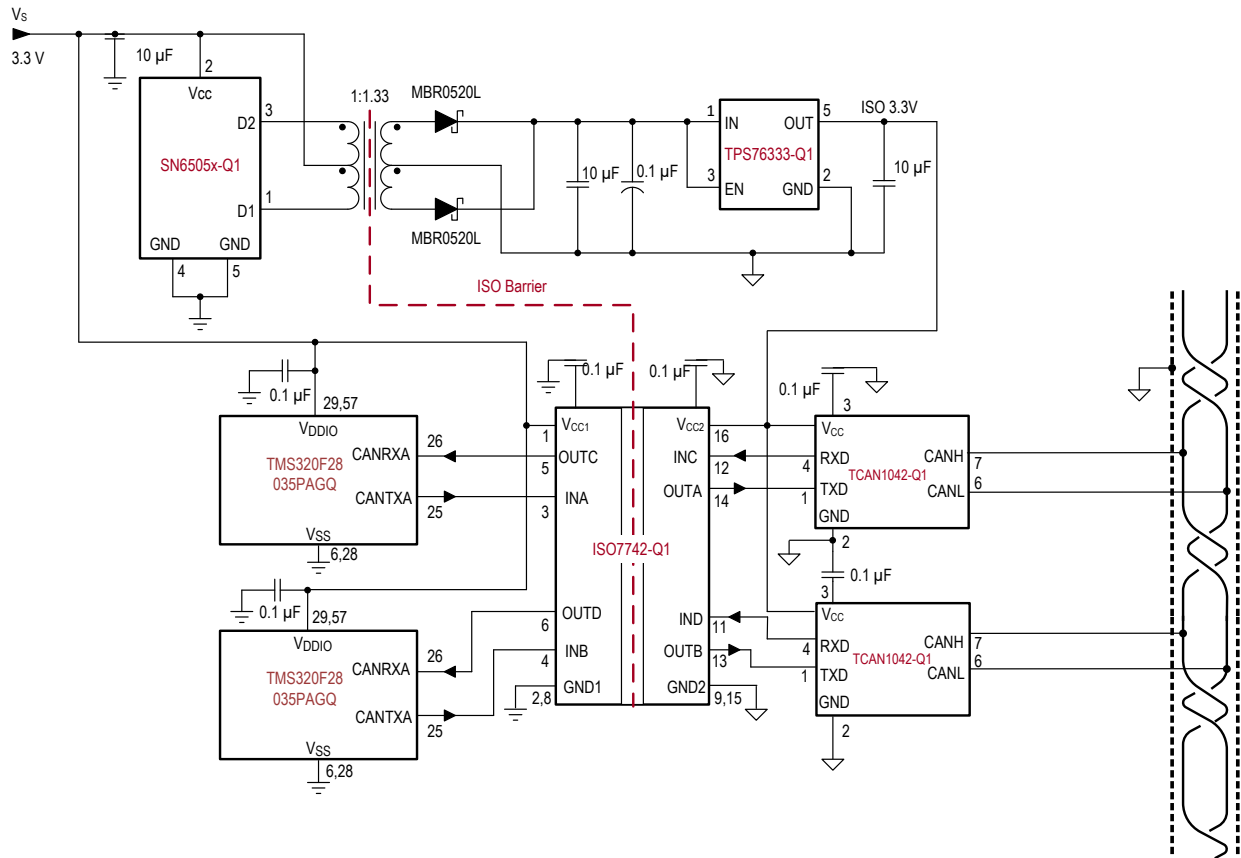 VS
3.3 V
10 µF
2
Vcc
3
D2
SN6505x-Q1
1
D1
GND
GND
4
5
1:1.33
MBR0520L
MBR0520L
10 µF
0.1 µF
1
IN
OUT
5
ISO 3.3V
TPS76333-Q1
3
EN
GND
2
10 µF
ISO Barrier
0.1 µF
29,57
VDDIO
TMS320F28
035PAGQ
CANRXA
26
CANTXA
25
VSS
6,28
0.1 µF
29,57
VDDIO
TMS320F28
035PAGQ
CANRXA
26
CANTXA
25
VSS
6,28
0.1 µF
0.1 µF
1
VCC1
5
OUTC
3
INA
ISO7742-Q1
6
OUTD
4
INB
2,8
GND1
VCC2
16
INC
12
OUTA
14
IND
11
OUTB
13
GND2
9,15
0.1 µF
3
VCC
4
RXD
1
TXD
GND
2
TCAN1042-Q1
CANH
7
CANL
6
0.1 µF
3
VCC
4
RXD
1
TXD
GND
2
TCAN1042-Q1
CANH
7
CANL
6